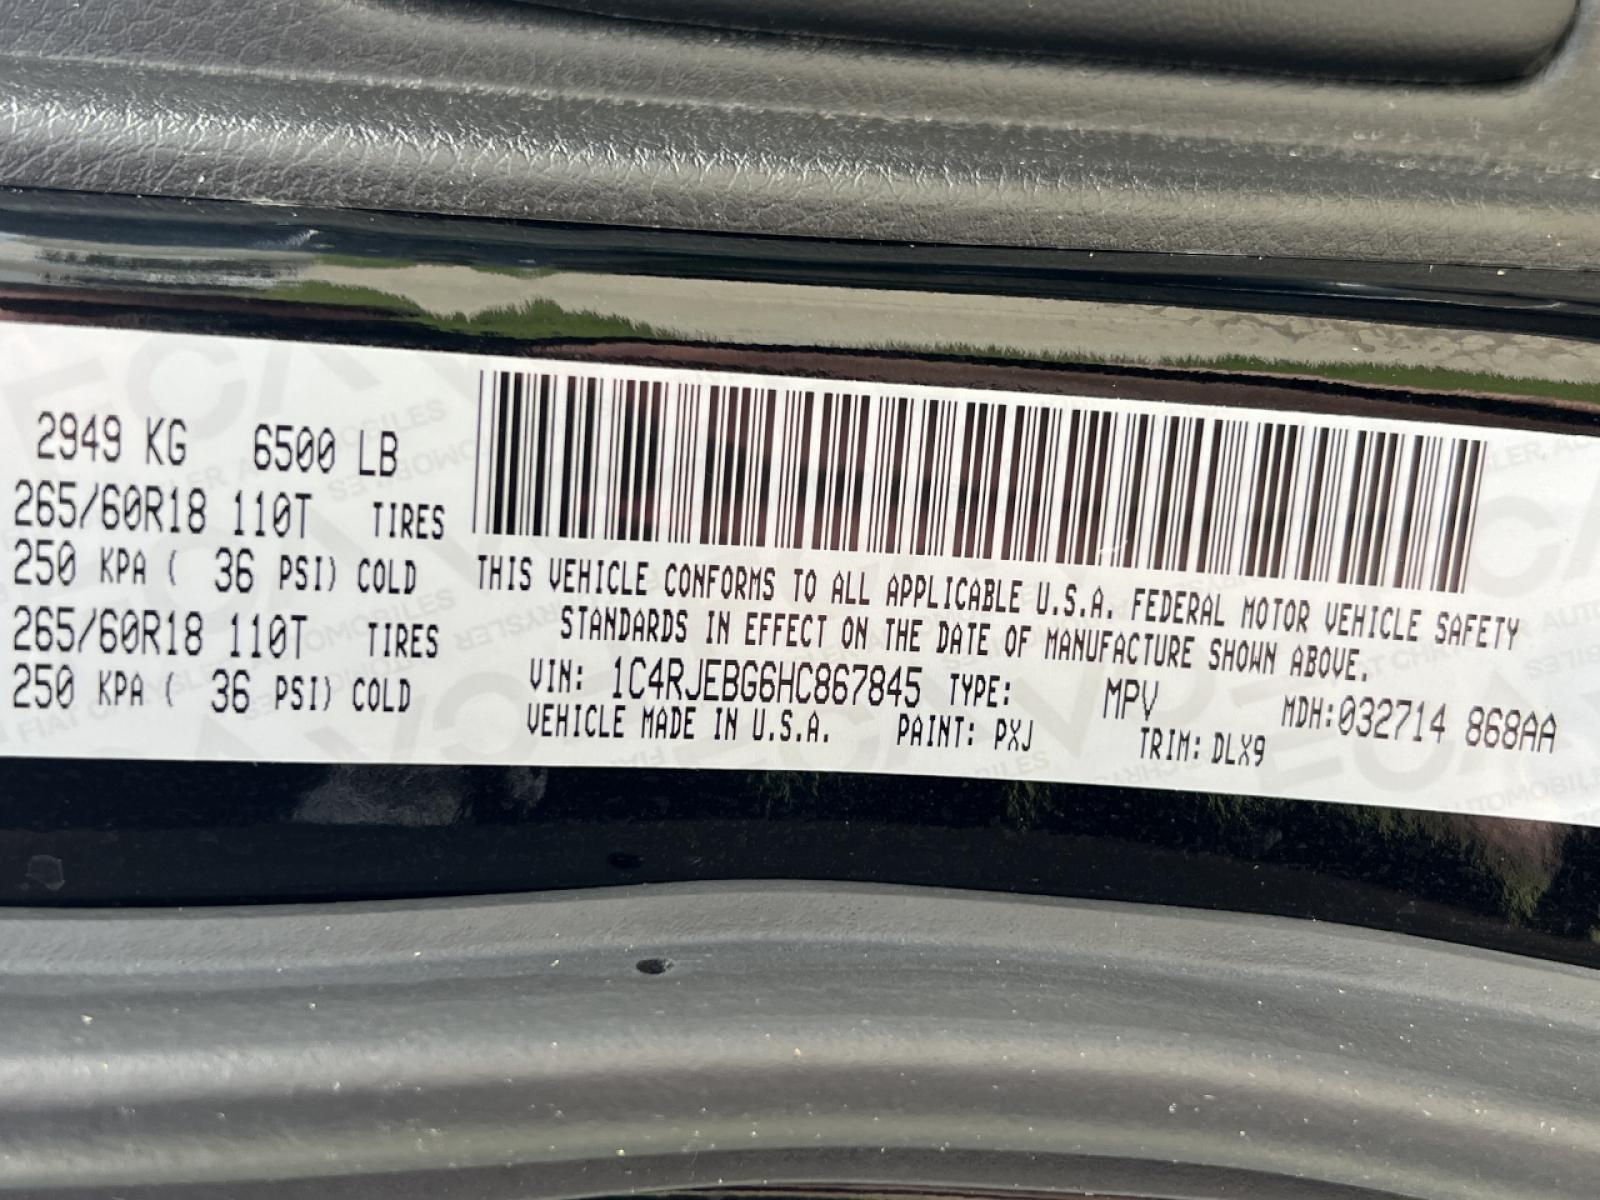 2949 KG 6500 LB
265/60R18 110T TIRES
250 KPA ( 36 PSI) COLD
265/60R18 110T TIRES
250 KPA ( 36 PSI) COLD
THIS VEHICLE CONFORMS TO ALL APPLICABLE U.S.A. FEDERAL MOTOR VEHICLE SAFETY
STANDARDS IN EFFECT ON THE DATE OF MANUFACTURE SHOWN ABOVE.
VIN: 1C4RJEBG6HC867845 TYPE: MPV MDH:032714 868AA
VEHICLE MADE IN U.S.A. PAINT: PXJ TRIM: DLX9